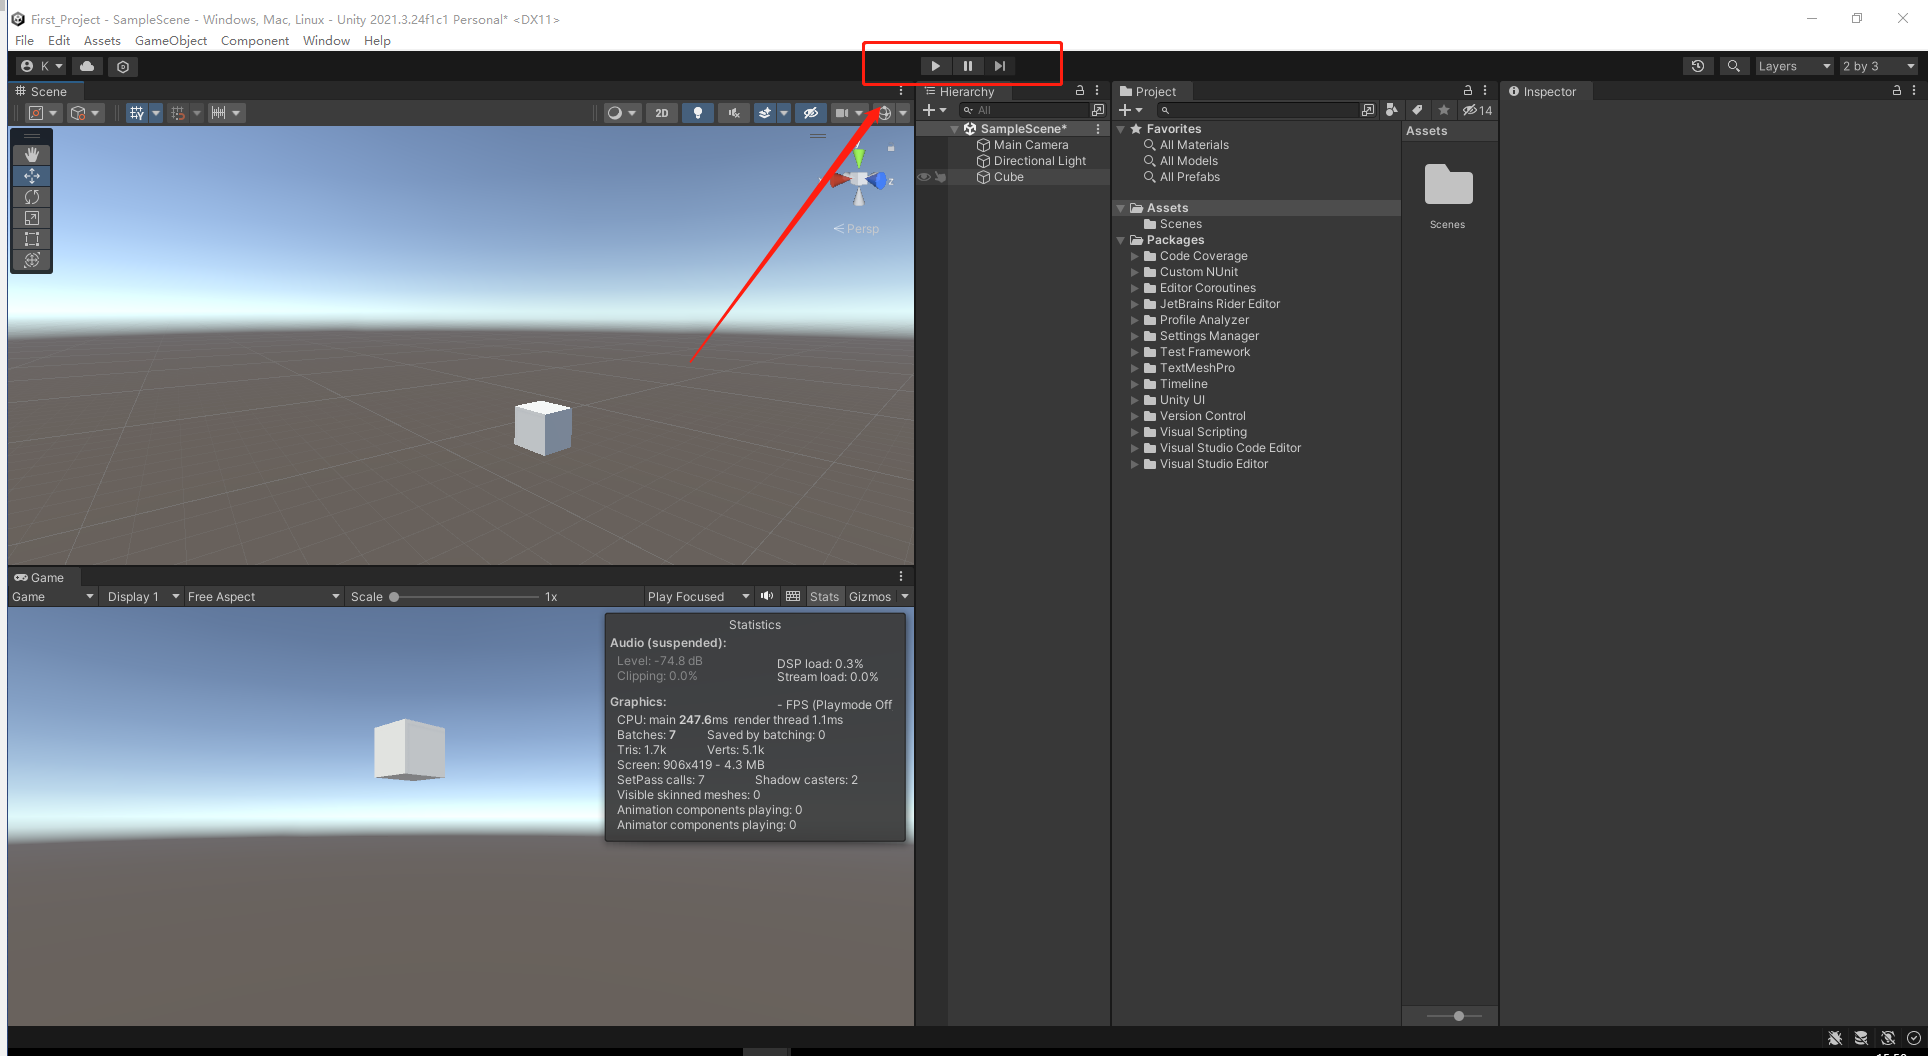 First_Project - SampleScene - Windows, Mac, Linux - Unity 2021.3.24f1c1 Personal* <DX11>
File Edit Assets GameObject Component Window Help
K
Layers
2 by 3
Scene
2D
Persp
z
Hierarchy
All
SampleScene*
Main Camera
Directional Light
Cube
Project
14
Favorites
All Materials
All Models
All Prefabs
Assets
Scenes
Packages
Code Coverage
Custom NUnit
Editor Coroutines
JetBrains Rider Editor
Profile Analyzer
Settings Manager
Test Framework
TextMeshPro
Timeline
Unity UI
Version Control
Visual Scripting
Visual Studio Code Editor
Visual Studio Editor
Assets
Scenes
Inspector
Game
Game Display 1 Free Aspect Scale 1x Play Focused Stats Gizmos
Statistics
Audio (suspended):
Level: -74.8 dB DSP load: 0.3%
Clipping: 0.0% Stream load: 0.0%
Graphics: - FPS (Playmode Off
CPU: main 247.6ms render thread 1.1ms
Batches: 7 Saved by batching: 0
Tris: 1.7k Verts: 5.1k
Screen: 906x419 - 4.3 MB
SetPass calls: 7 Shadow casters: 2
Visible skinned meshes: 0
Animation components playing: 0
Animator components playing: 0